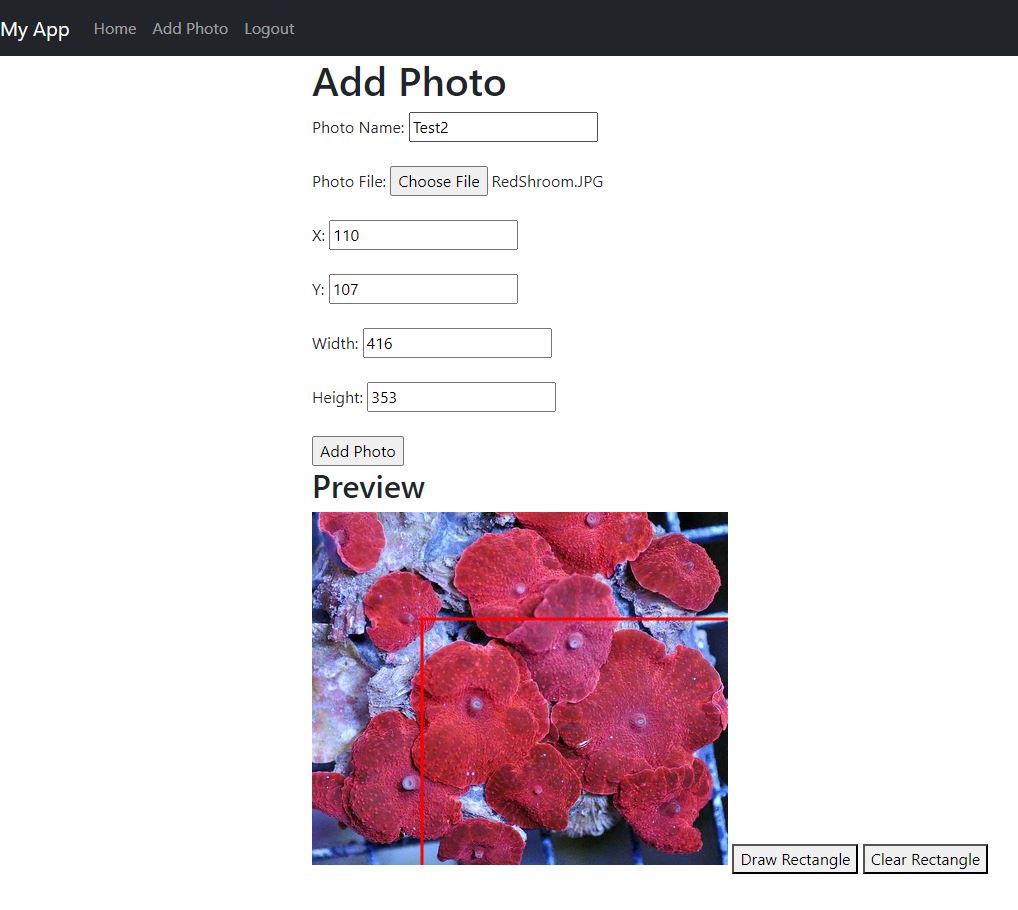 My App Home Add Photo Logout
Add Photo
Photo Name: Test2
Photo File: Choose File RedShroom.JPG
X: 110
Y: 107
Width: 416
Height: 353
Add Photo
Preview
Draw Rectangle Clear Rectangle